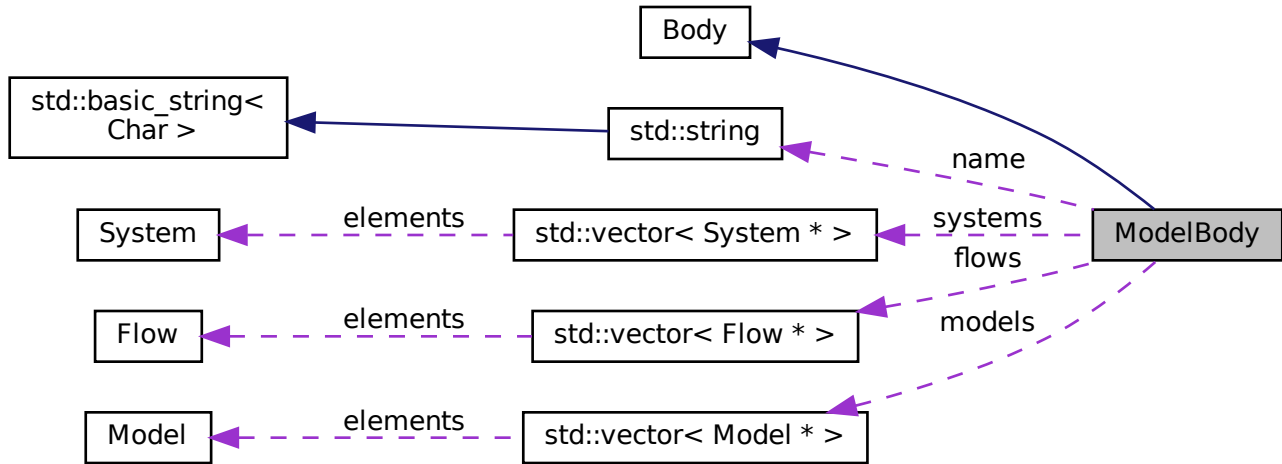 Body
std::basic_string<
Char >
std::string
name
System
elements
std::vector< System * >
systems
ModelBody
flows
Flow
elements
std::vector< Flow * >
models
Model
elements
std::vector< Model * >